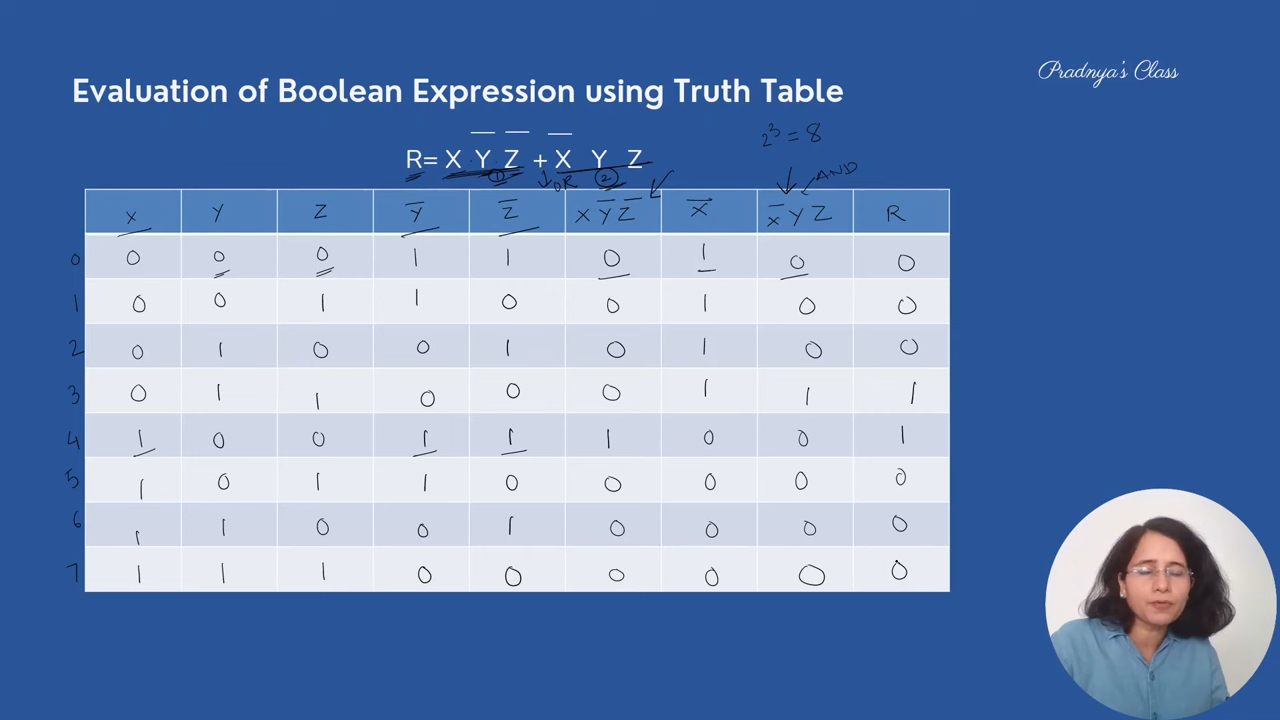 Pradnya's Class
Evaluation of Boolean Expression using Truth Table
2³ = 8
R= X Y̅ Z̅ + X̅ Y Z
① ↓OR ② AND
X Y Z Y̅ Z̅ X Y̅ Z̅ X̅ X̅ Y Z R
0 0 0 0 1 1 0 1 0 0
1 0 0 1 1 0 0 1 0 0
2 0 1 0 0 1 0 1 0 0
3 0 1 1 0 0 0 1 1 1
4 1 0 0 1 1 1 0 0 1
5 1 0 1 1 0 0 0 0 0
6 1 1 0 0 1 0 0 0 0
7 1 1 1 0 0 0 0 0 0